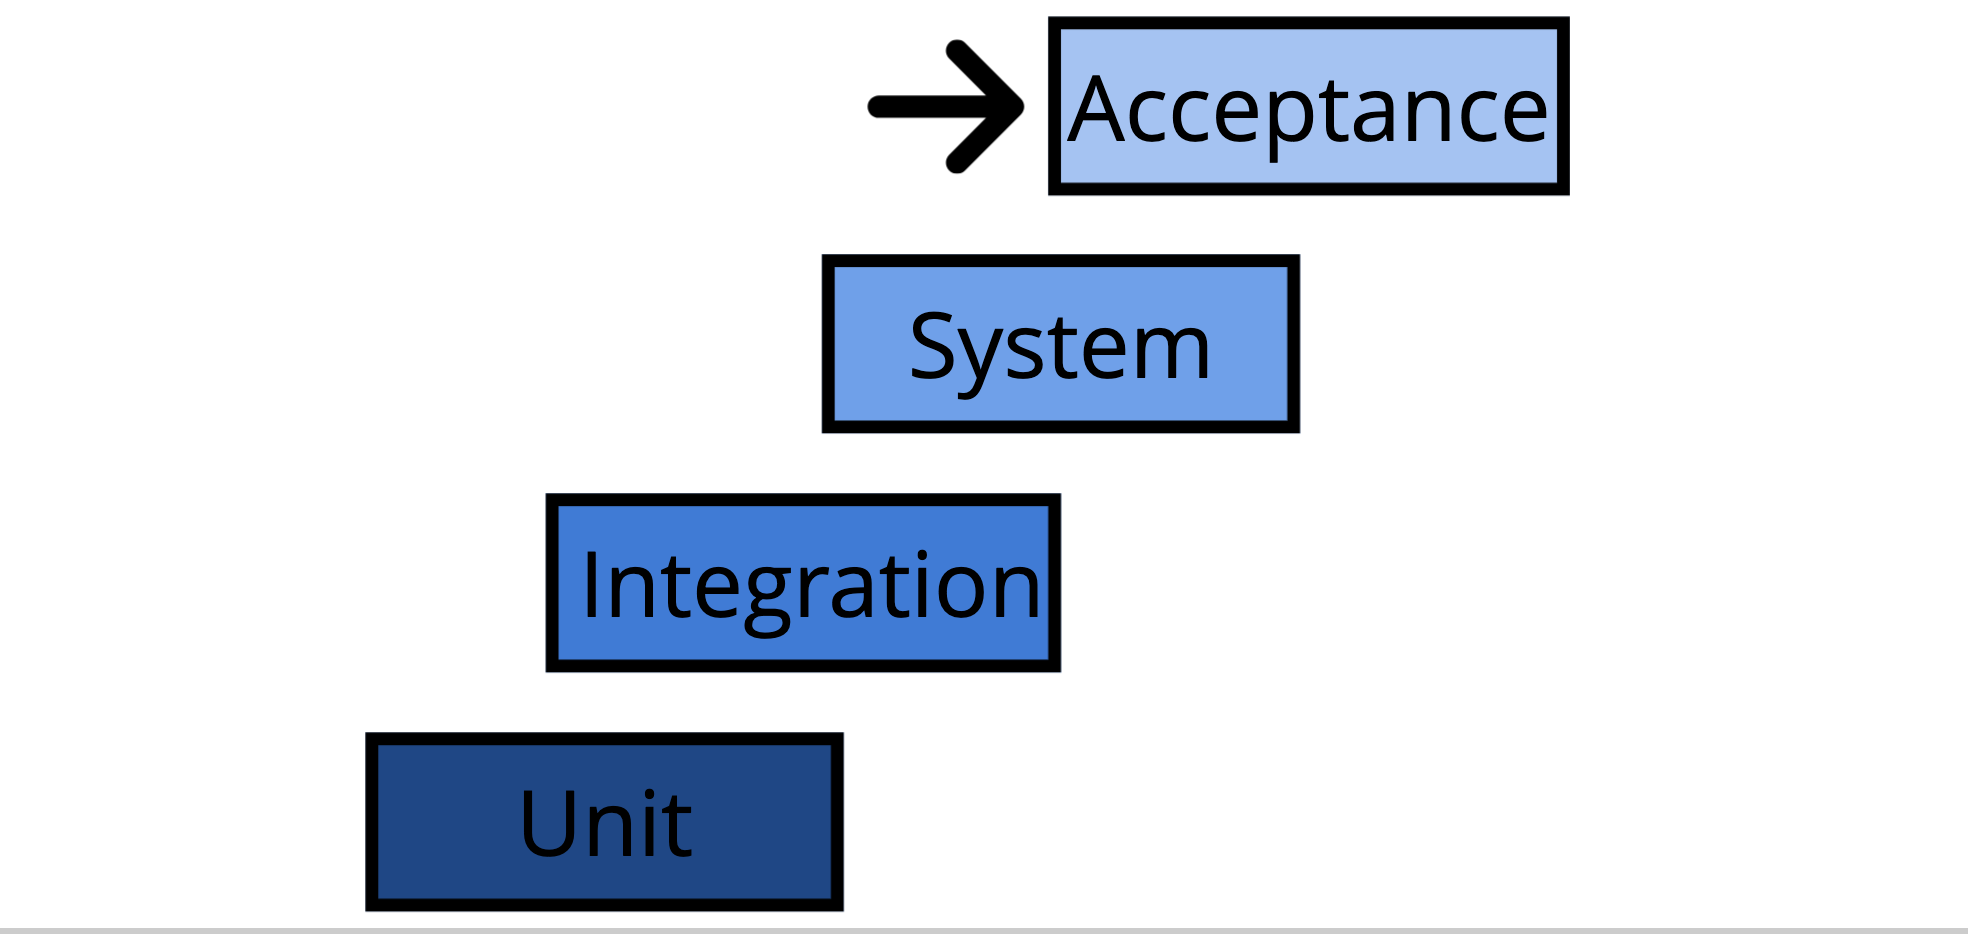 Acceptance
System
Integration
Unit